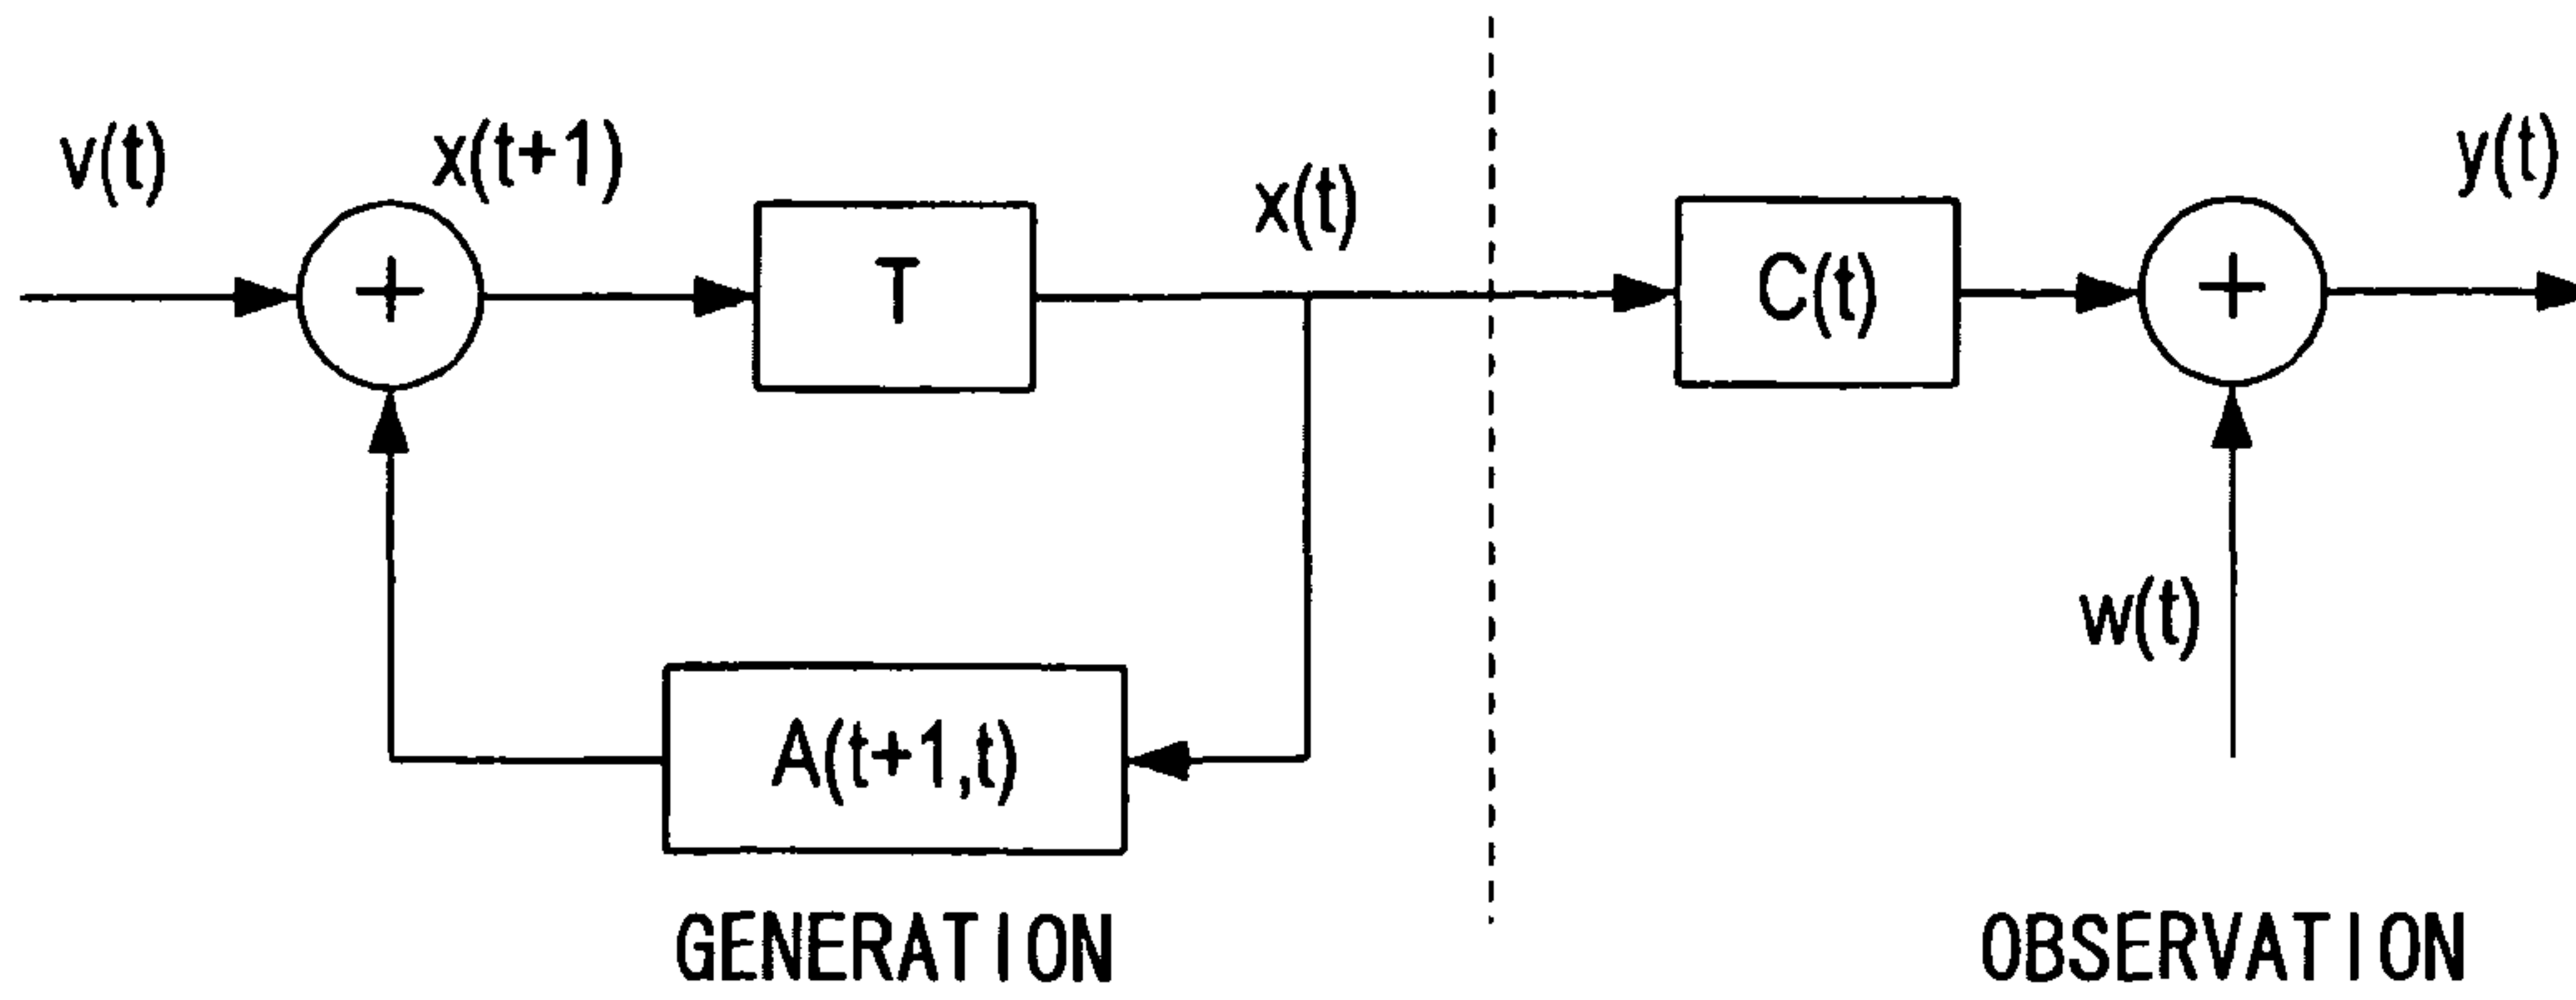 v(t)
x(t+1)
x(t)
y(t)
+
T
C(t)
+
w(t)
A(t+1,t)
GENERATION
OBSERVATION